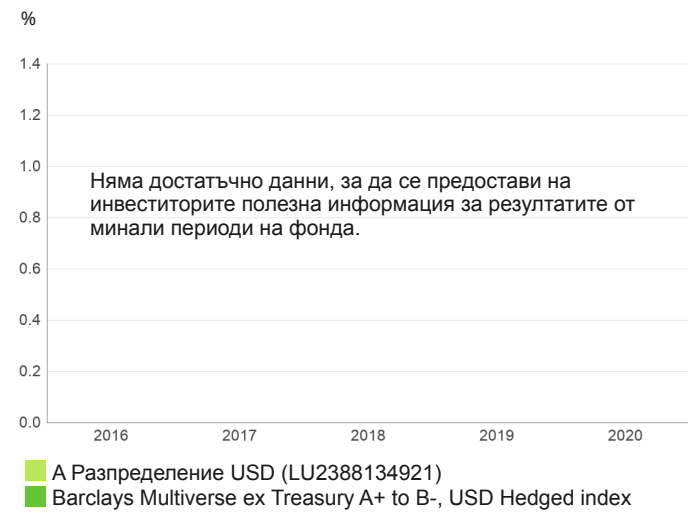 %
1.4
1.2
1.0
Няма достатъчно данни, за да се предостави на
инвеститорите полезна информация за резултатите от
минали периоди на фонда.
0.8
0.6
0.4
0.2
0.0
2016 2017 2018 2019 2020
А Разпределение USD (LU2388134921)
Barclays Multiverse ex Treasury A+ to B-, USD Hedged index